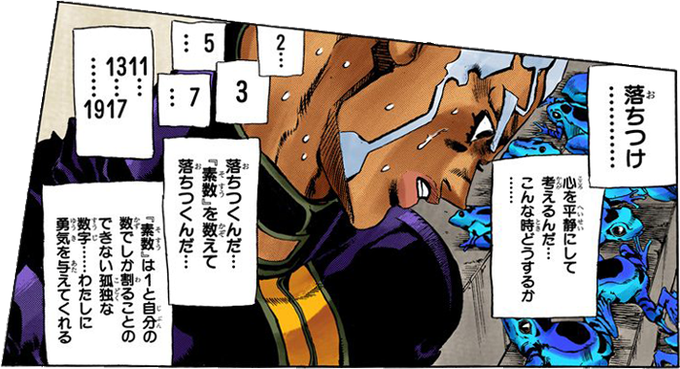 落ちつけ
………
心を平静にして
考えるんだ…
こんな時どうするか
……
2…
……
3
…5
…7
…1311
……
1917
落ちつくんだ…
『素数』を数えて
落ちつくんだ…
『素数』は1と自分の
数でしか割ることの
できない孤独な
数字……わたしに
勇気を与えてくれる